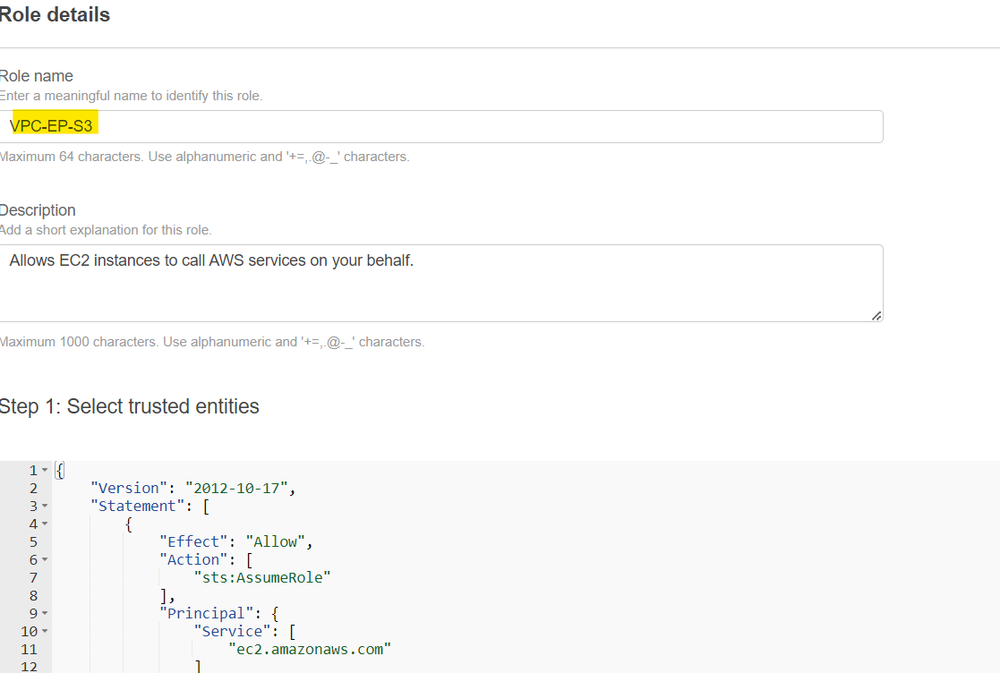 Role details
Role name
Enter a meaningful name to identify this role.
VPC-EP-S3
Maximum 64 characters. Use alphanumeric and '+=,.@-_' characters.
Description
Add a short explanation for this role.
Allows EC2 instances to call AWS services on your behalf.
Maximum 1000 characters. Use alphanumeric and '+=,.@-_' characters.
Step 1: Select trusted entities
1 {
2 "Version": "2012-10-17",
3 "Statement": [
4 {
5 "Effect": "Allow",
6 "Action": [
7 "sts:AssumeRole"
8 ],
9 "Principal": {
10 "Service": [
11 "ec2.amazonaws.com"
12 ]